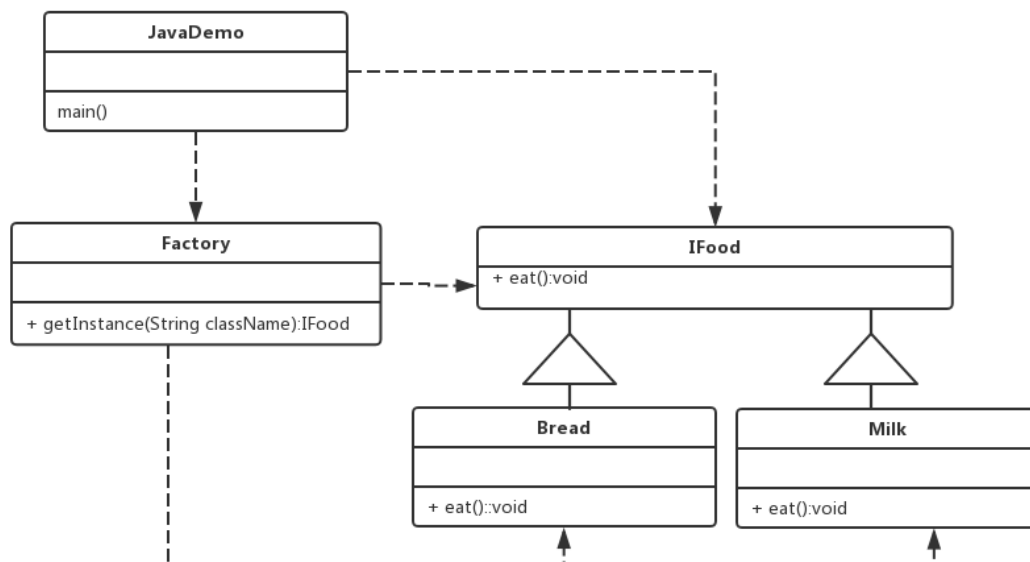 JavaDemo
main()
Factory
+ getInstance(String className):IFood
IFood
+ eat():void
Bread
+ eat()::void
Milk
+ eat():void